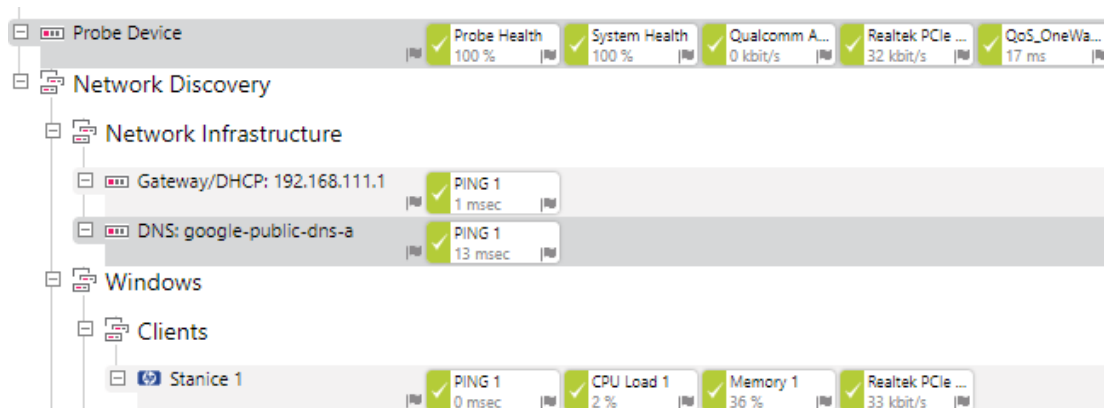 Probe Device
Probe Health System Health Qualcomm A... Realtek PCIe ... QoS_OneWa...
100 % 100 % 0 kbit/s 32 kbit/s 17 ms
Network Discovery
Network Infrastructure
Gateway/DHCP: 192.168.111.1
PING 1
1 msec
DNS: google-public-dns-a
PING 1
13 msec
Windows
Clients
Stanice 1
PING 1 CPU Load 1 Memory 1 Realtek PCIe ...
0 msec 2 % 36 % 33 kbit/s